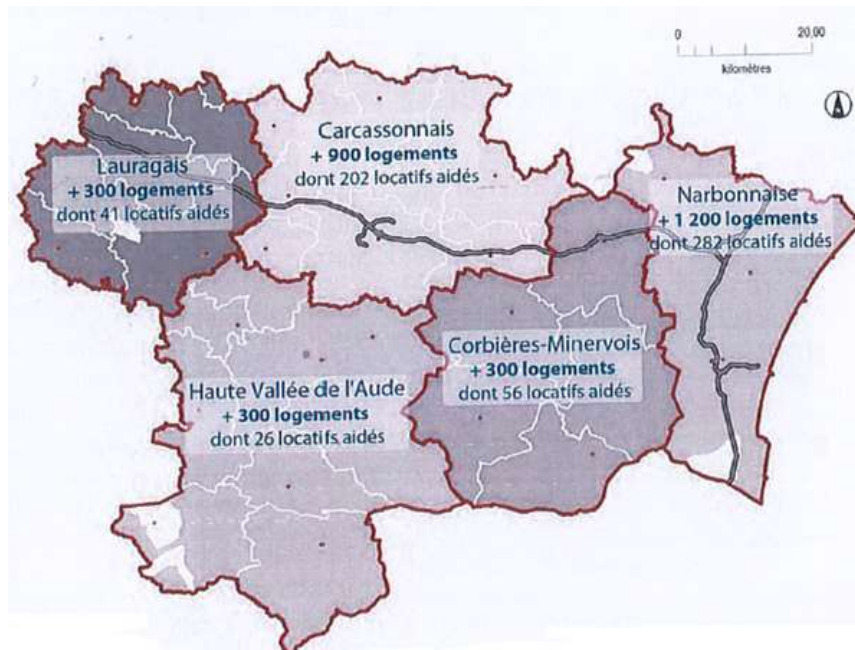 0 20,00
kilomètres
Carcassonnais
+ 900 logements
dont 202 locatifs aidés
Lauragais
+ 300 logements
dont 41 locatifs aidés
Narbonnaise
+ 1 200 logements
dont 282 locatifs aidés
Corbières-Minervois
+ 300 logements
dont 56 locatifs aidés
Haute Vallée de l'Aude
+ 300 logements
dont 26 locatifs aidés